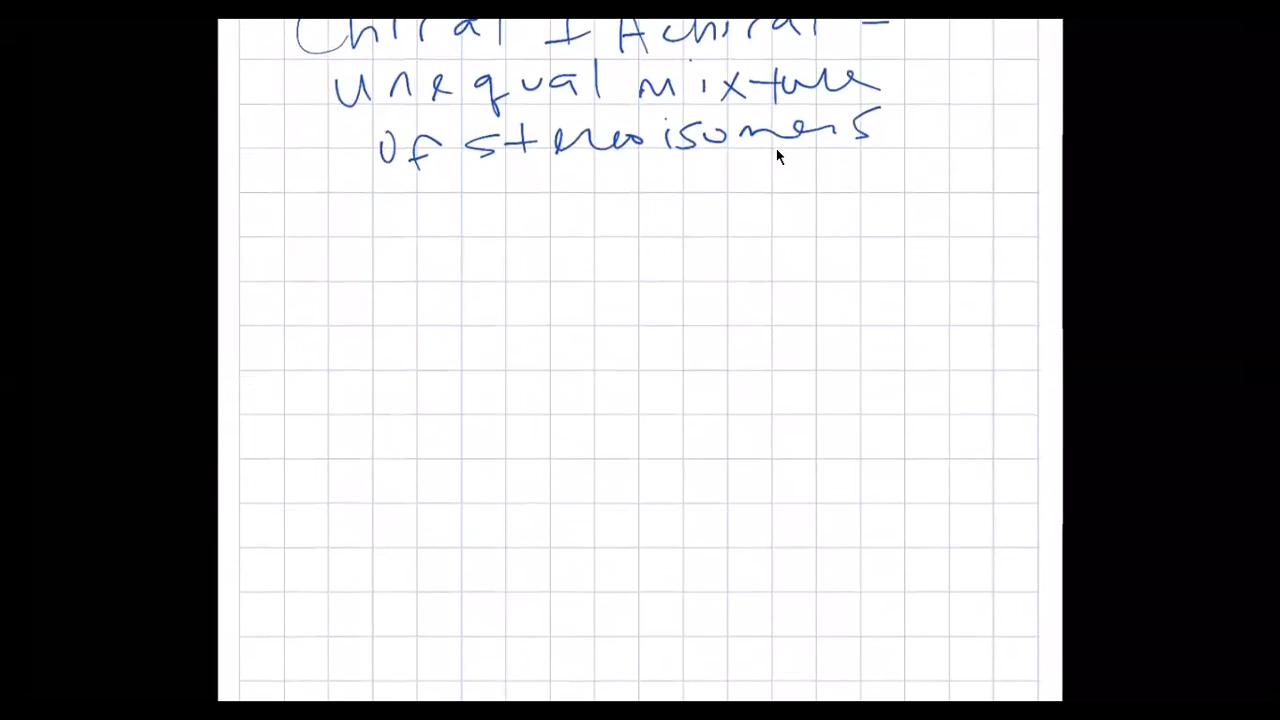 Chiral + Achiral =
unequal mixture
of stereoisomers